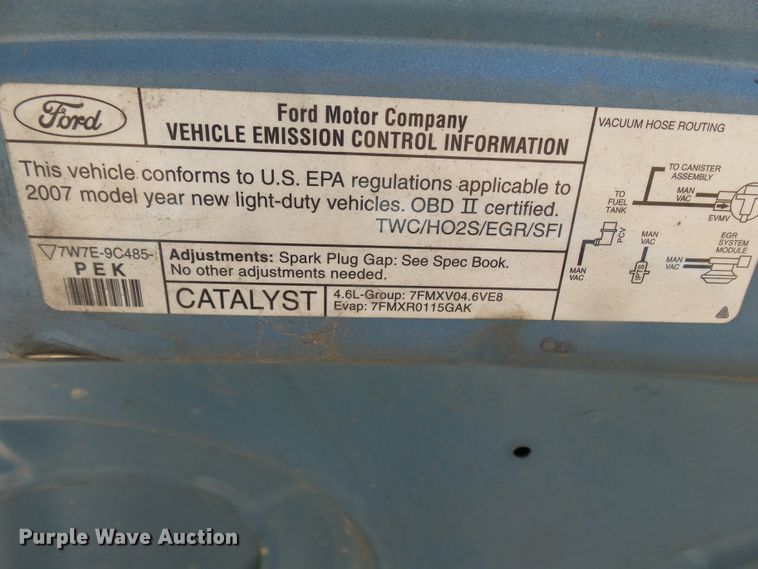 Ford
Ford Motor Company
VEHICLE EMISSION CONTROL INFORMATION
This vehicle conforms to U.S. EPA regulations applicable to
2007 model year new light-duty vehicles. OBD II certified.
TWC/HO2S/EGR/SFI
7W7E-9C485-
PEK
Adjustments: Spark Plug Gap: See Spec Book.
No other adjustments needed.
CATALYST
4.6L-Group: 7FMXV04.6VE8
Evap: 7FMXR0115GAK
VACUUM HOSE ROUTING
TO CANISTER
ASSEMBLY
TO
FUEL
TANK
MAN
VAC
EVMV
PCV
MAN
VAC
MAN
VAC
IPTS
MAN
VAC
EGR
SYSTEM
MODULE
Purple Wave Auction